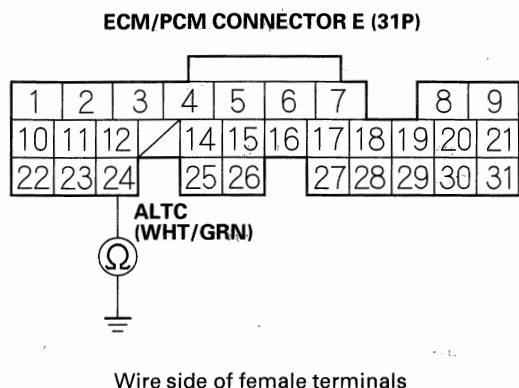 ECM/PCM CONNECTOR E (31P)
1 2 3 4 5 6 7 8 9
10 11 12 14 15 16 17 18 19 20 21
22 23 24 25 26 27 28 29 30 31
ALTC
(WHT/GRN)
Ω
Wire side of female terminals